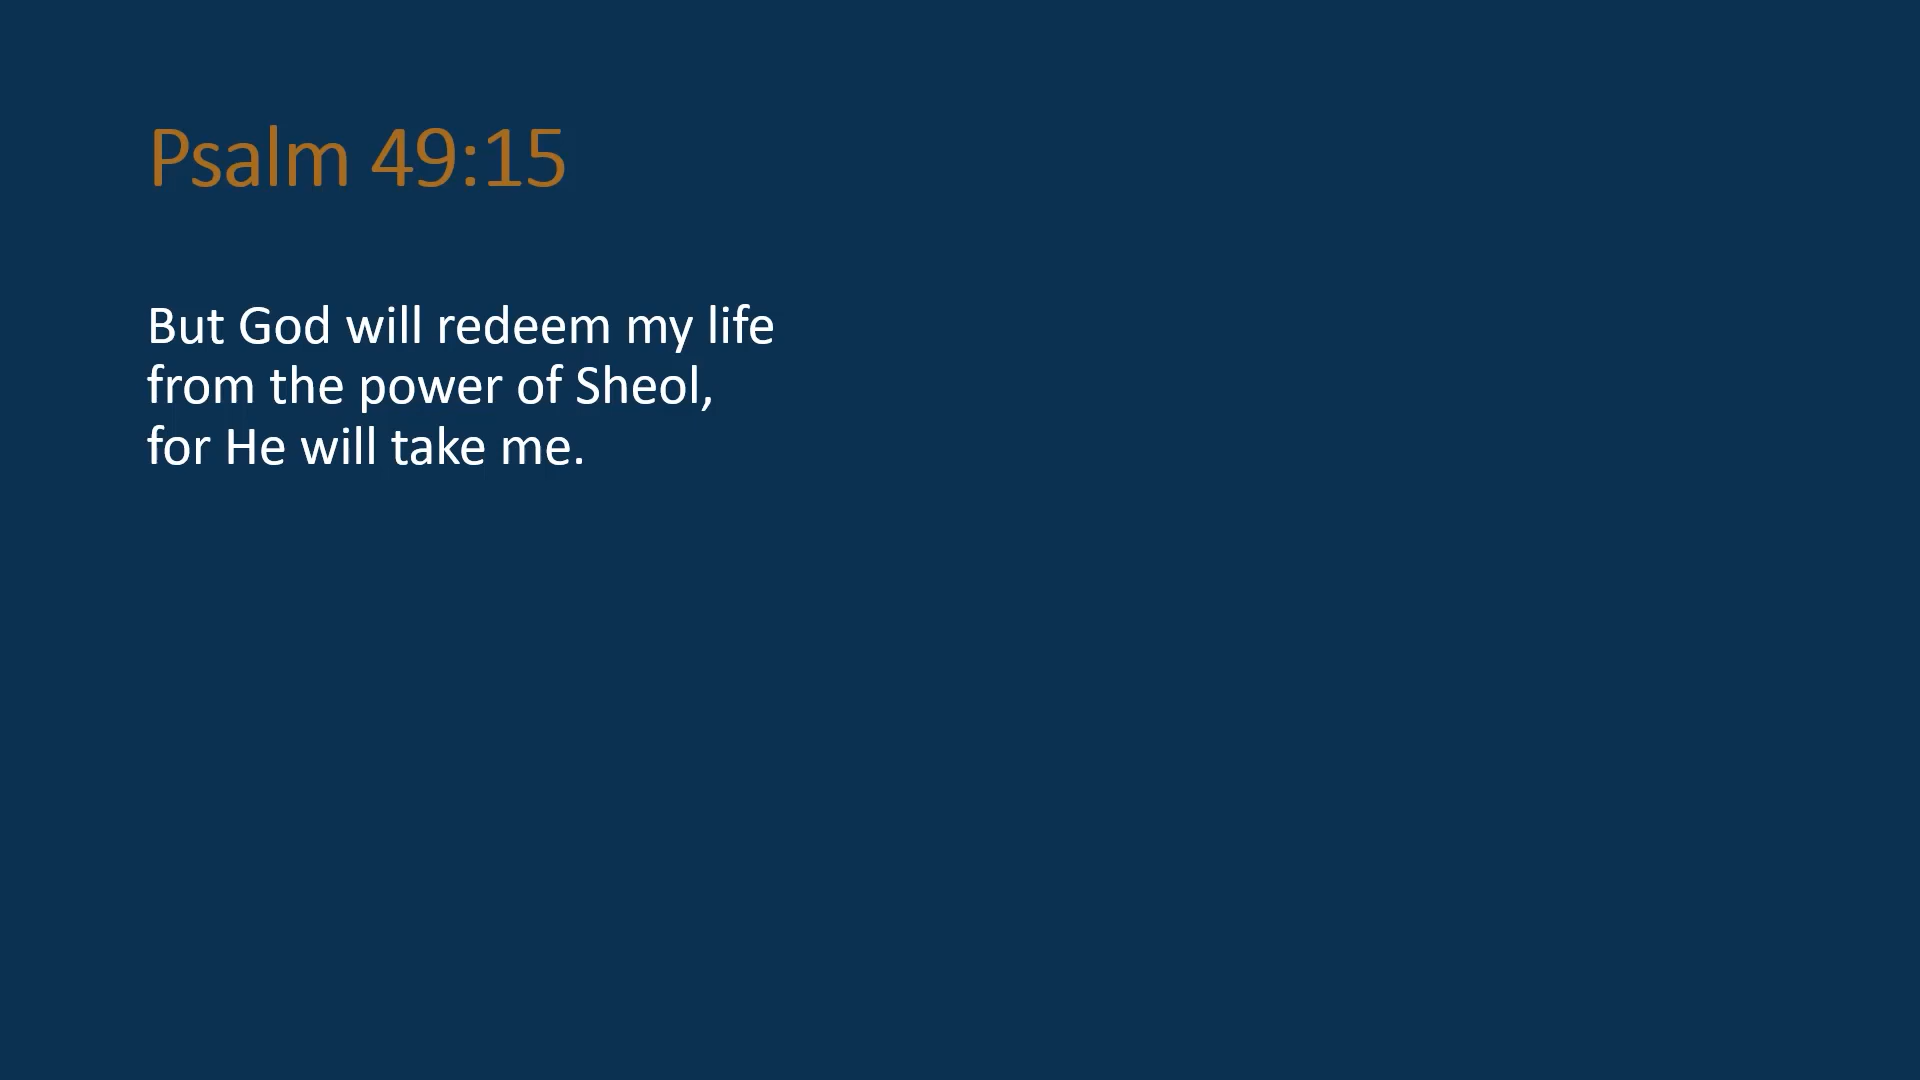 Psalm 49:15
But God will redeem my life
from the power of Sheol,
for He will take me.